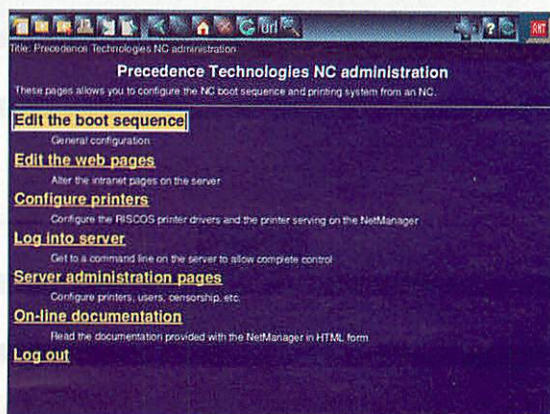 url ? ANT
Title: Precedence Technologies NC administration
Precedence Technologies NC administration
These pages allows you to configure the NC boot sequence and printing system from an NC.
Edit the boot sequence
General configuration
Edit the web pages
Alter the intranet pages on the server
Configure printers
Configure the RISCOS printer drivers and the printer serving on the NetManager
Log into server
Get to a command line on the server to allow complete control
Server administration pages
Configure printers, users, censorship, etc.
On-line documentation
Read the documentation provided with the NetManager in HTML form
Log out